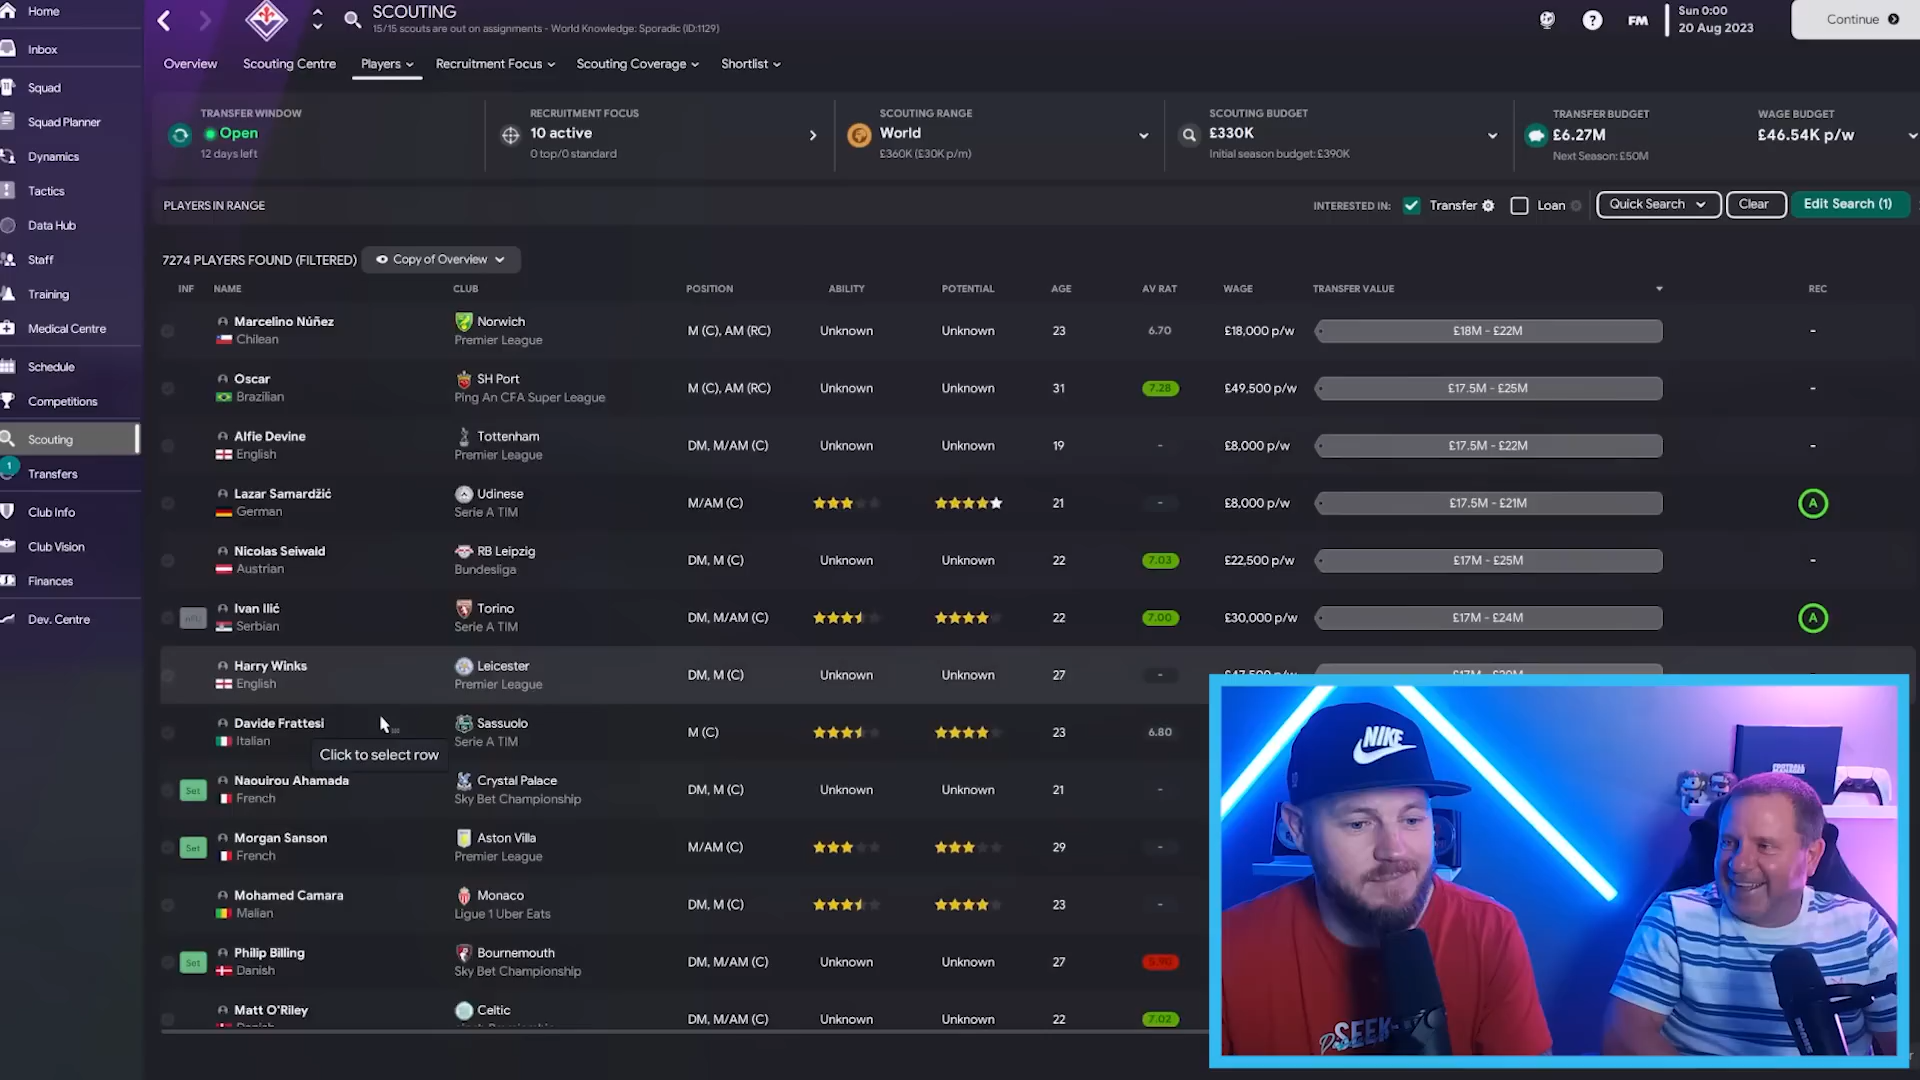 Home
Inbox
Squad
Squad Planner
Dynamics
Tactics
Data Hub
Staff
Training
Medical Centre
Schedule
Competitions
Scouting
1
Transfers
Club Info
Club Vision
Finances
Dev. Centre
SCOUTING
15/15 scouts are out on assignments - World Knowledge: Sporadic (ID:1129)
FM
Sun 0:00
20 Aug 2023
Continue
Overview Scouting Centre Players Recruitment Focus Scouting Coverage Shortlist
TRANSFER WINDOW
Open
12 days left
RECRUITMENT FOCUS
10 active
0 top/0 standard
SCOUTING RANGE
World
£360K (£30K p/m)
SCOUTING BUDGET
£330K
Initial season budget: £390K
TRANSFER BUDGET
£6.27M
Next Season: £50M
WAGE BUDGET
£46.54K p/w
PLAYERS IN RANGE
INTERESTED IN: Transfer Loan Quick Search Clear Edit Search (1)
7274 PLAYERS FOUND (FILTERED) Copy of Overview
INF NAME CLUB POSITION ABILITY POTENTIAL AGE AV RAT WAGE TRANSFER VALUE REC
Marcelino Núñez Norwich M (C), AM (RC) Unknown Unknown 23 6.70 £18,000 p/w £18M - £22M -
Chilean Premier League
Oscar SH Port M (C), AM (RC) Unknown Unknown 31 7.28 £49,500 p/w £17.5M - £25M -
Brazilian Ping An CFA Super League
Alfie Devine Tottenham DM, M/AM (C) Unknown Unknown 19 - £8,000 p/w £17.5M - £22M -
English Premier League
Lazar Samardžić Udinese M/AM (C) 21 - £8,000 p/w £17.5M - £21M A
German Serie A TIM
Nicolas Seiwald RB Leipzig DM, M (C) Unknown Unknown 22 7.03 £22,500 p/w £17M - £25M -
Austrian Bundesliga
Ivan Ilić Torino DM, M/AM (C) 22 7.00 £30,000 p/w £17M - £24M A
Serbian Serie A TIM
Harry Winks Leicester DM, M (C) Unknown Unknown 27 -
English Premier League
Davide Frattesi Sassuolo M (C) 23 6.80
Italian Serie A TIM
Click to select row
Set Naouirou Ahamada Crystal Palace DM, M (C) Unknown Unknown 21 -
French Sky Bet Championship
Set Morgan Sanson Aston Villa M/AM (C) 29 -
French Premier League
Mohamed Camara Monaco DM, M (C) 23 -
Malian Ligue 1 Uber Eats
Set Philip Billing Bournemouth DM, M/AM (C) Unknown Unknown 27 5.90
Danish Sky Bet Championship
Matt O'Riley Celtic DM, M/AM (C) Unknown Unknown 22 7.02
NIKE
FOOTBALL
SEEK